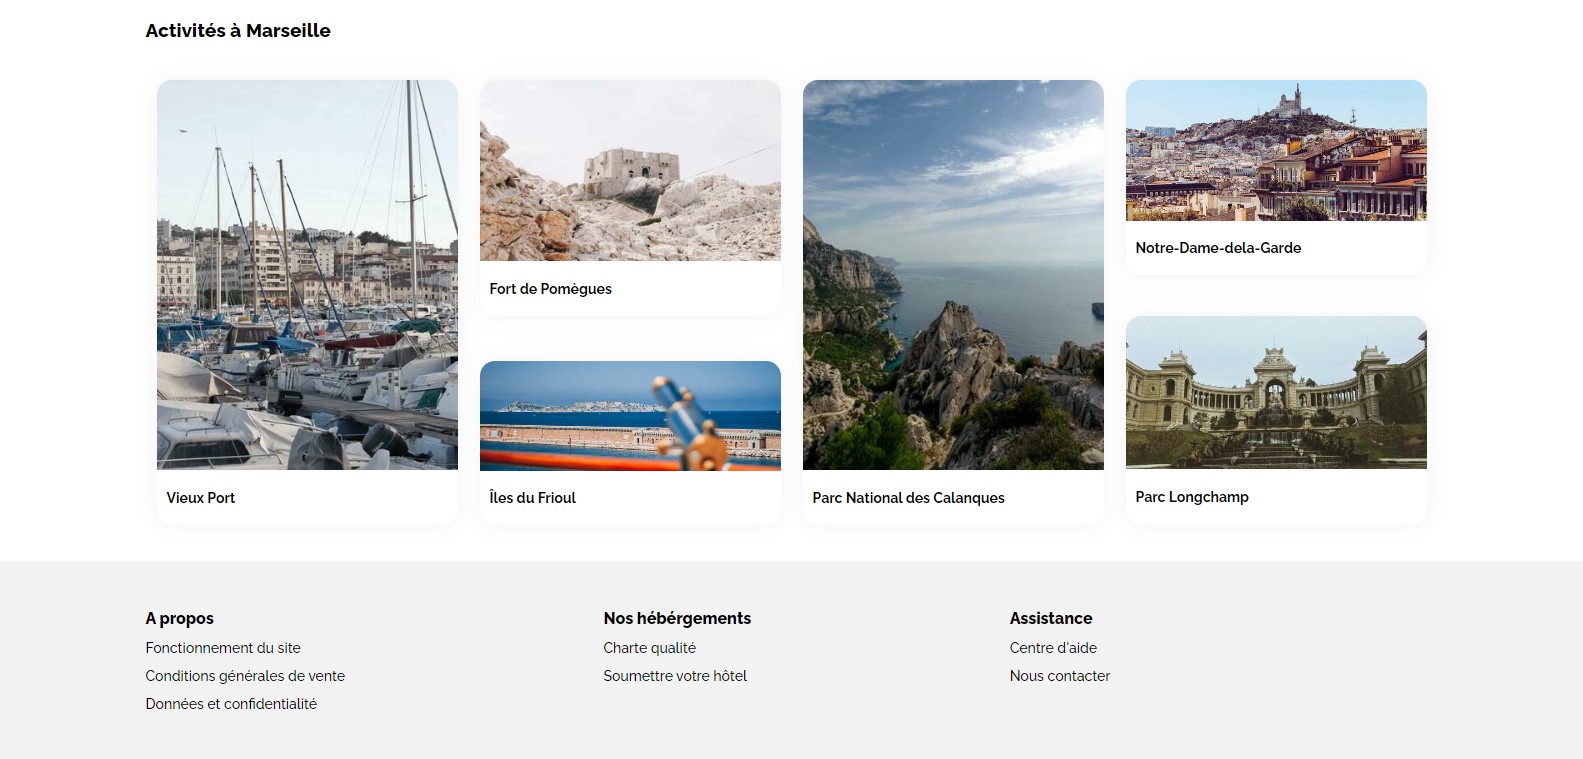 Activités à Marseille
Vieux Port
Fort de Pomègues
Îles du Frioul
Parc National des Calanques
Notre-Dame-dela-Garde
Parc Longchamp
A propos
Fonctionnement du site
Conditions générales de vente
Données et confidentialité
Nos hébérgements
Charte qualité
Soumettre votre hôtel
Assistance
Centre d'aide
Nous contacter